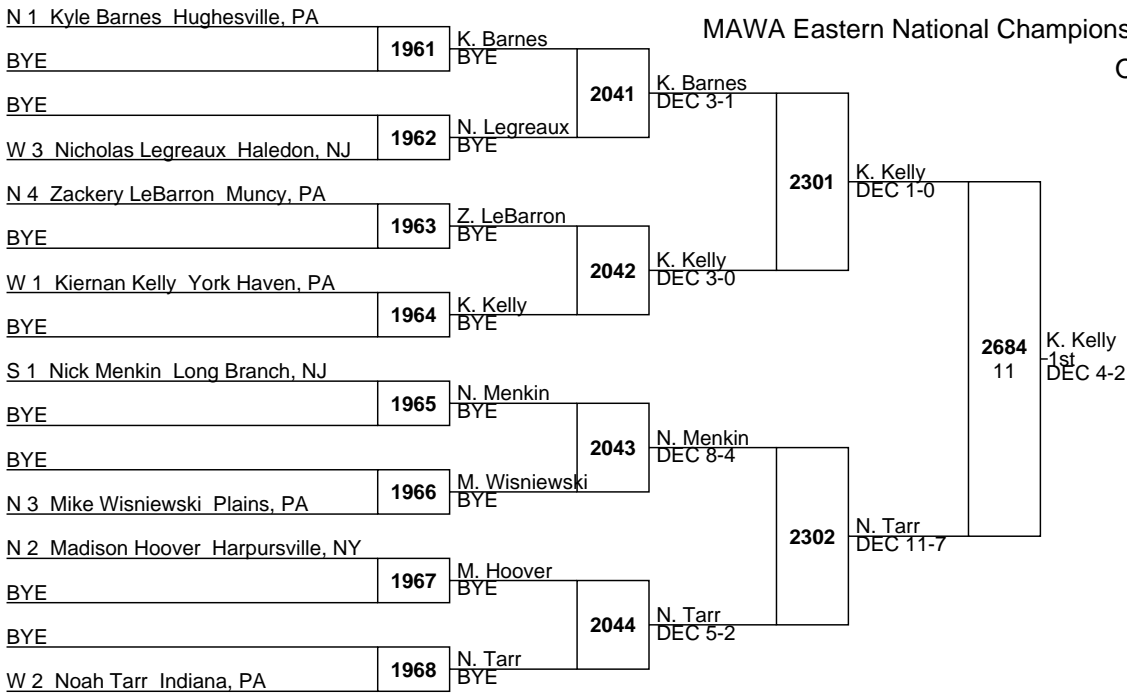 MAWA Eastern National Champions
N 1 Kyle Barnes Hughesville, PA
BYE
1961
K. Barnes
BYE
BYE
W 3 Nicholas Legreaux Haledon, NJ
1962
N. Legreaux
BYE
2041
K. Barnes
DEC 3-1
N 4 Zackery LeBarron Muncy, PA
BYE
1963
Z. LeBarron
BYE
W 1 Kiernan Kelly York Haven, PA
BYE
1964
K. Kelly
BYE
2042
K. Kelly
DEC 3-0
2301
K. Kelly
DEC 1-0
S 1 Nick Menkin Long Branch, NJ
BYE
1965
N. Menkin
BYE
BYE
N 3 Mike Wisniewski Plains, PA
1966
M. Wisniewski
BYE
2043
N. Menkin
DEC 8-4
N 2 Madison Hoover Harpursville, NY
BYE
1967
M. Hoover
BYE
BYE
W 2 Noah Tarr Indiana, PA
1968
N. Tarr
BYE
2044
N. Tarr
DEC 5-2
2302
N. Tarr
DEC 11-7
2684
11
K. Kelly
1st
DEC 4-2